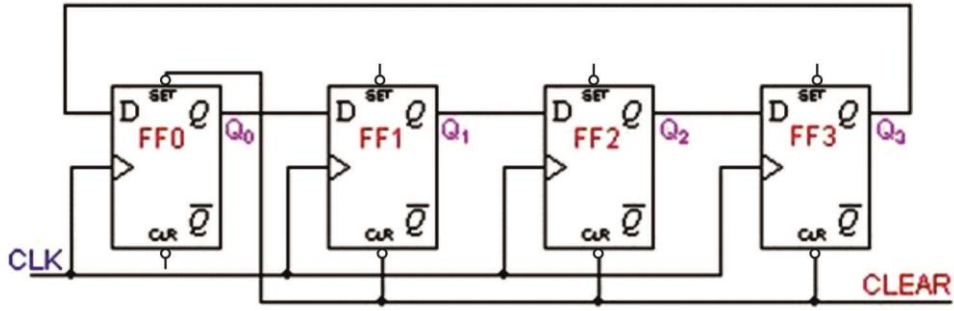 SET SET SET SET
D Q D Q D Q D Q
FF0 Q₀ FF1 Q₁ FF2 Q₂ FF3 Q₃
Q̅ Q̅ Q̅ Q̅
CLR CLR CLR CLR
CLK
CLEAR